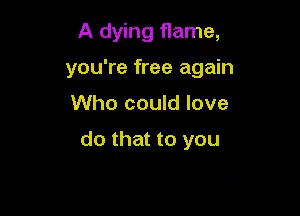 A dying flame,
you're free again
Who could love
do that to you